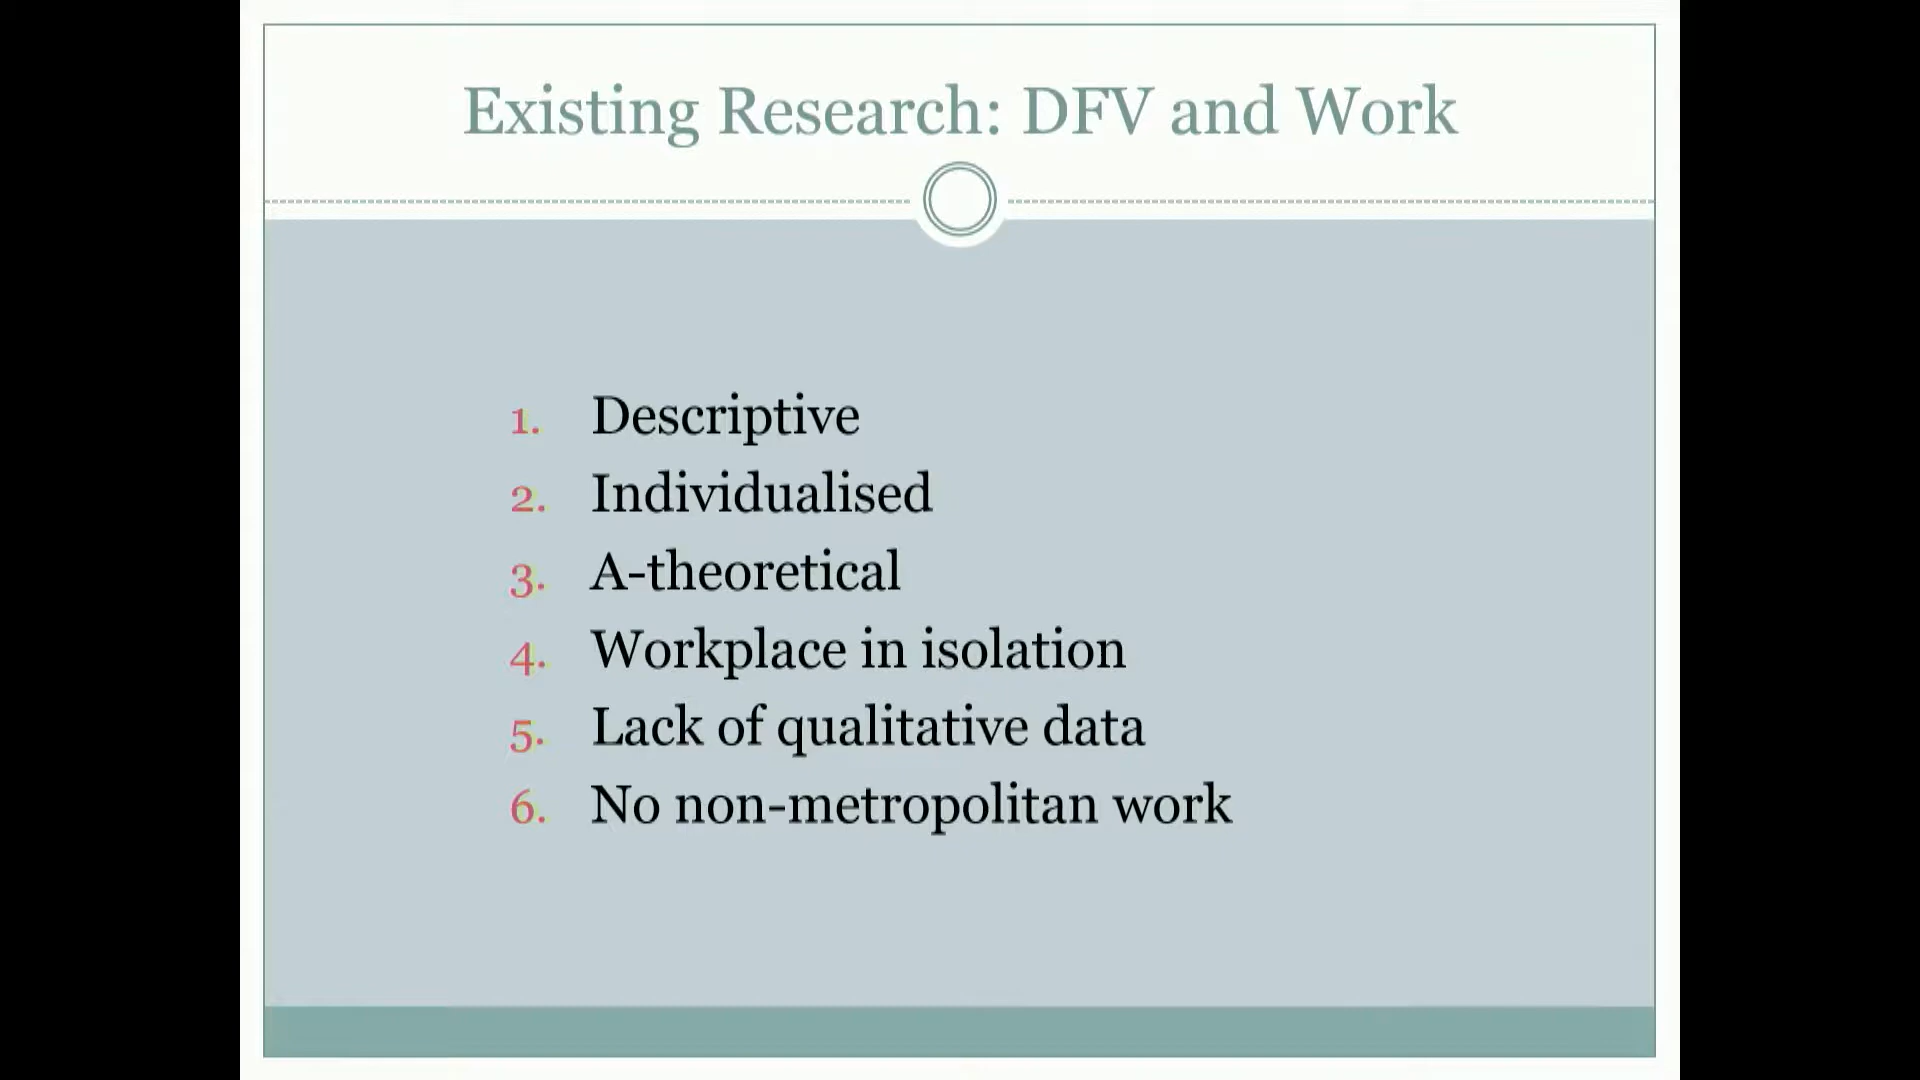 Existing Research: DFV and Work
1. Descriptive
2. Individualised
3. A-theoretical
4. Workplace in isolation
5. Lack of qualitative data
6. No non-metropolitan work